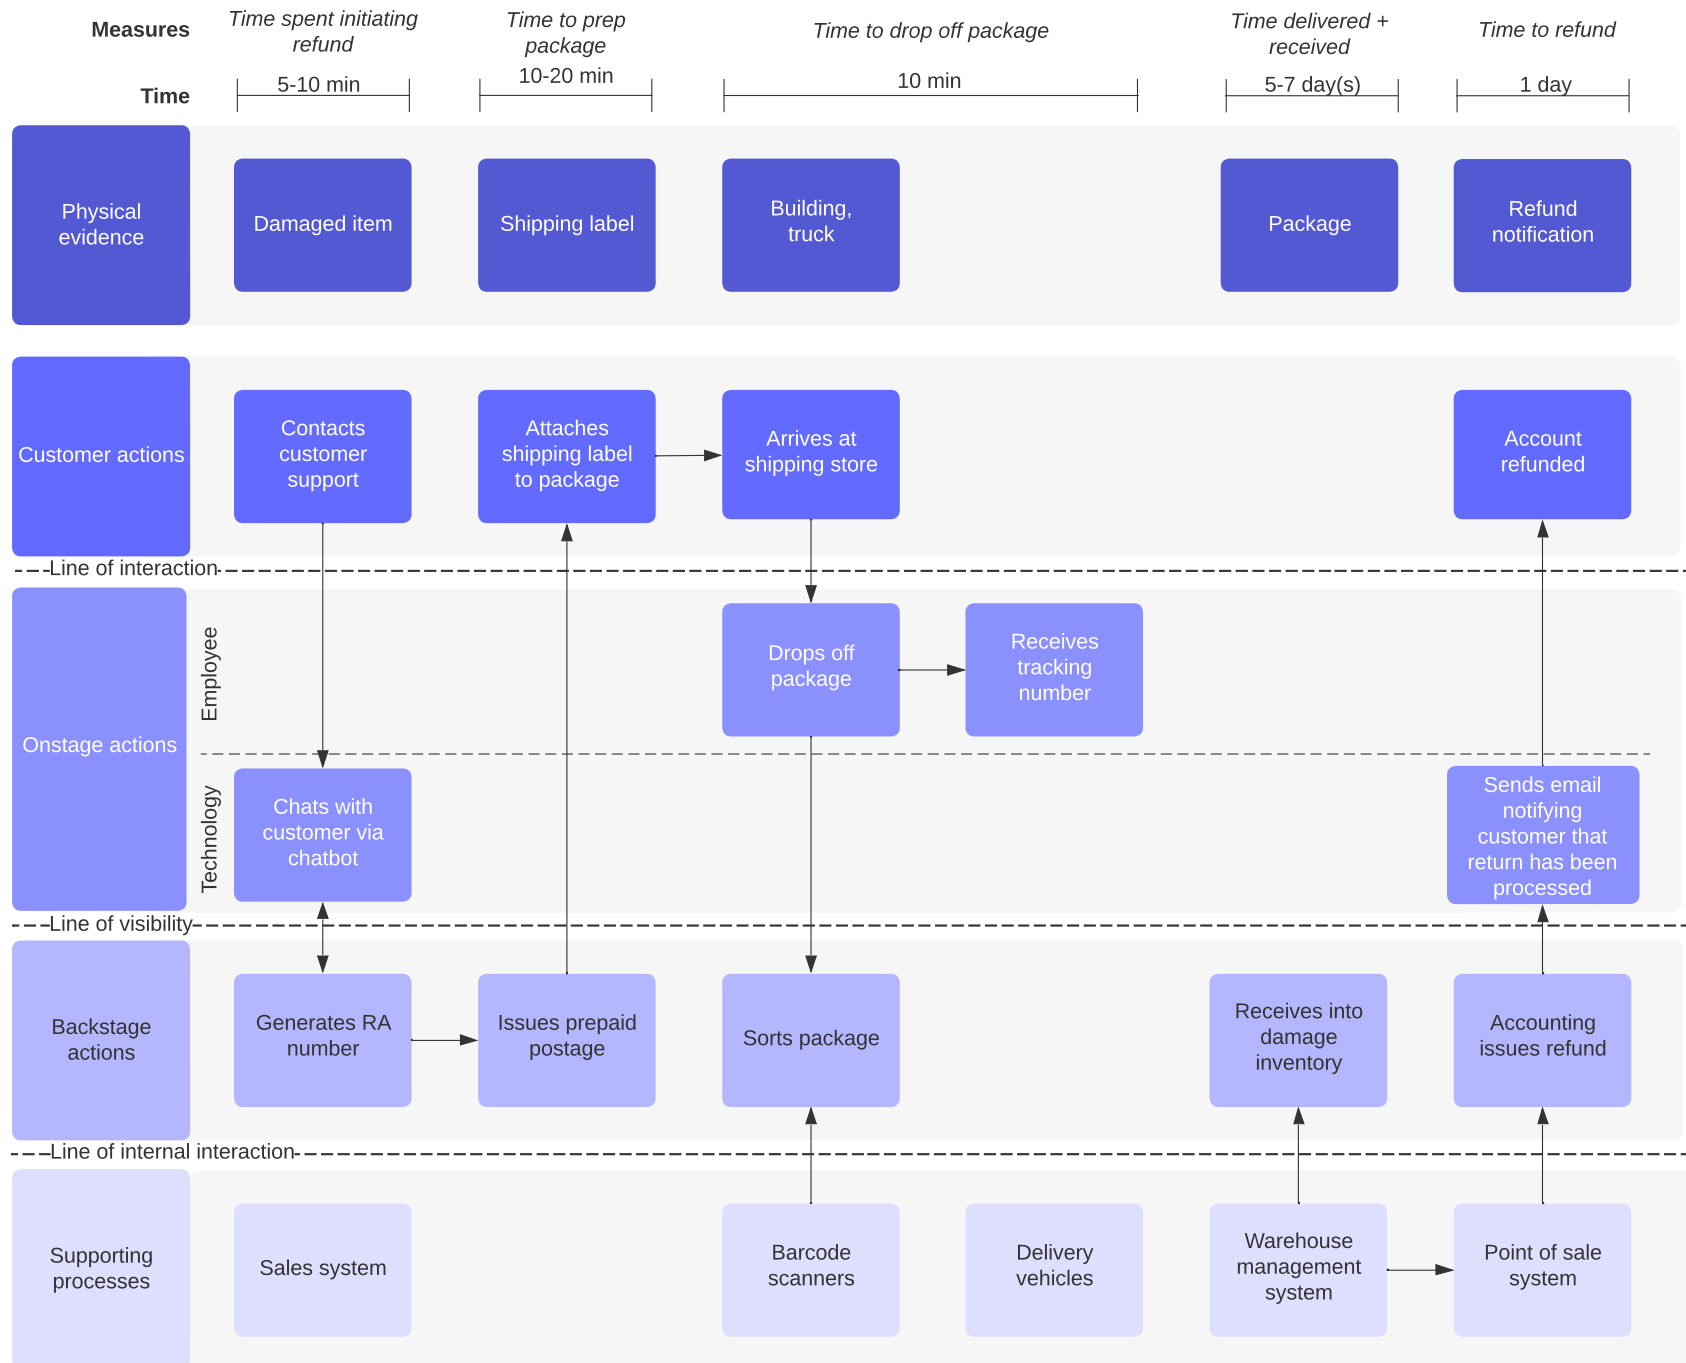 Measures
Time spent initiating
refund
Time to prep
package
Time to drop off package
Time delivered +
received
Time to refund
Time
5-10 min
10-20 min
10 min
5-7 day(s)
1 day
Physical
evidence
Damaged item
Shipping label
Building,
truck
Package
Refund
notification
Customer actions
Contacts
customer
support
Attaches
shipping label
to package
Arrives at
shipping store
Account
refunded
Line of interaction
Onstage actions
Employee
Drops off
package
Receives
tracking
number
Technology
Chats with
customer via
chatbot
Sends email
notifying
customer that
return has been
processed
Line of visibility
Backstage
actions
Generates RA
number
Issues prepaid
postage
Sorts package
Receives into
damage
inventory
Accounting
issues refund
Line of internal interaction
Supporting
processes
Sales system
Barcode
scanners
Delivery
vehicles
Warehouse
management
system
Point of sale
system